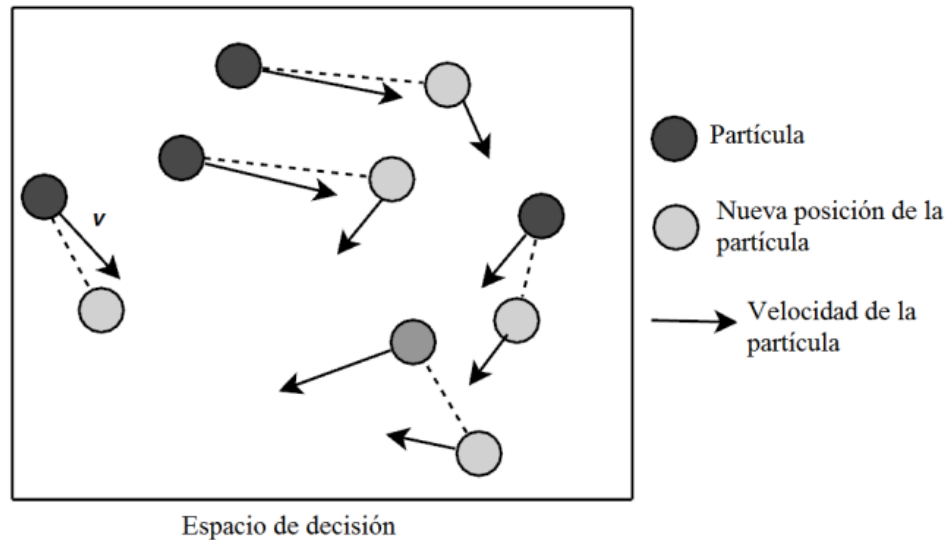 Partícula
v
Nueva posición de la
partícula
Velocidad de la
partícula
Espacio de decisión